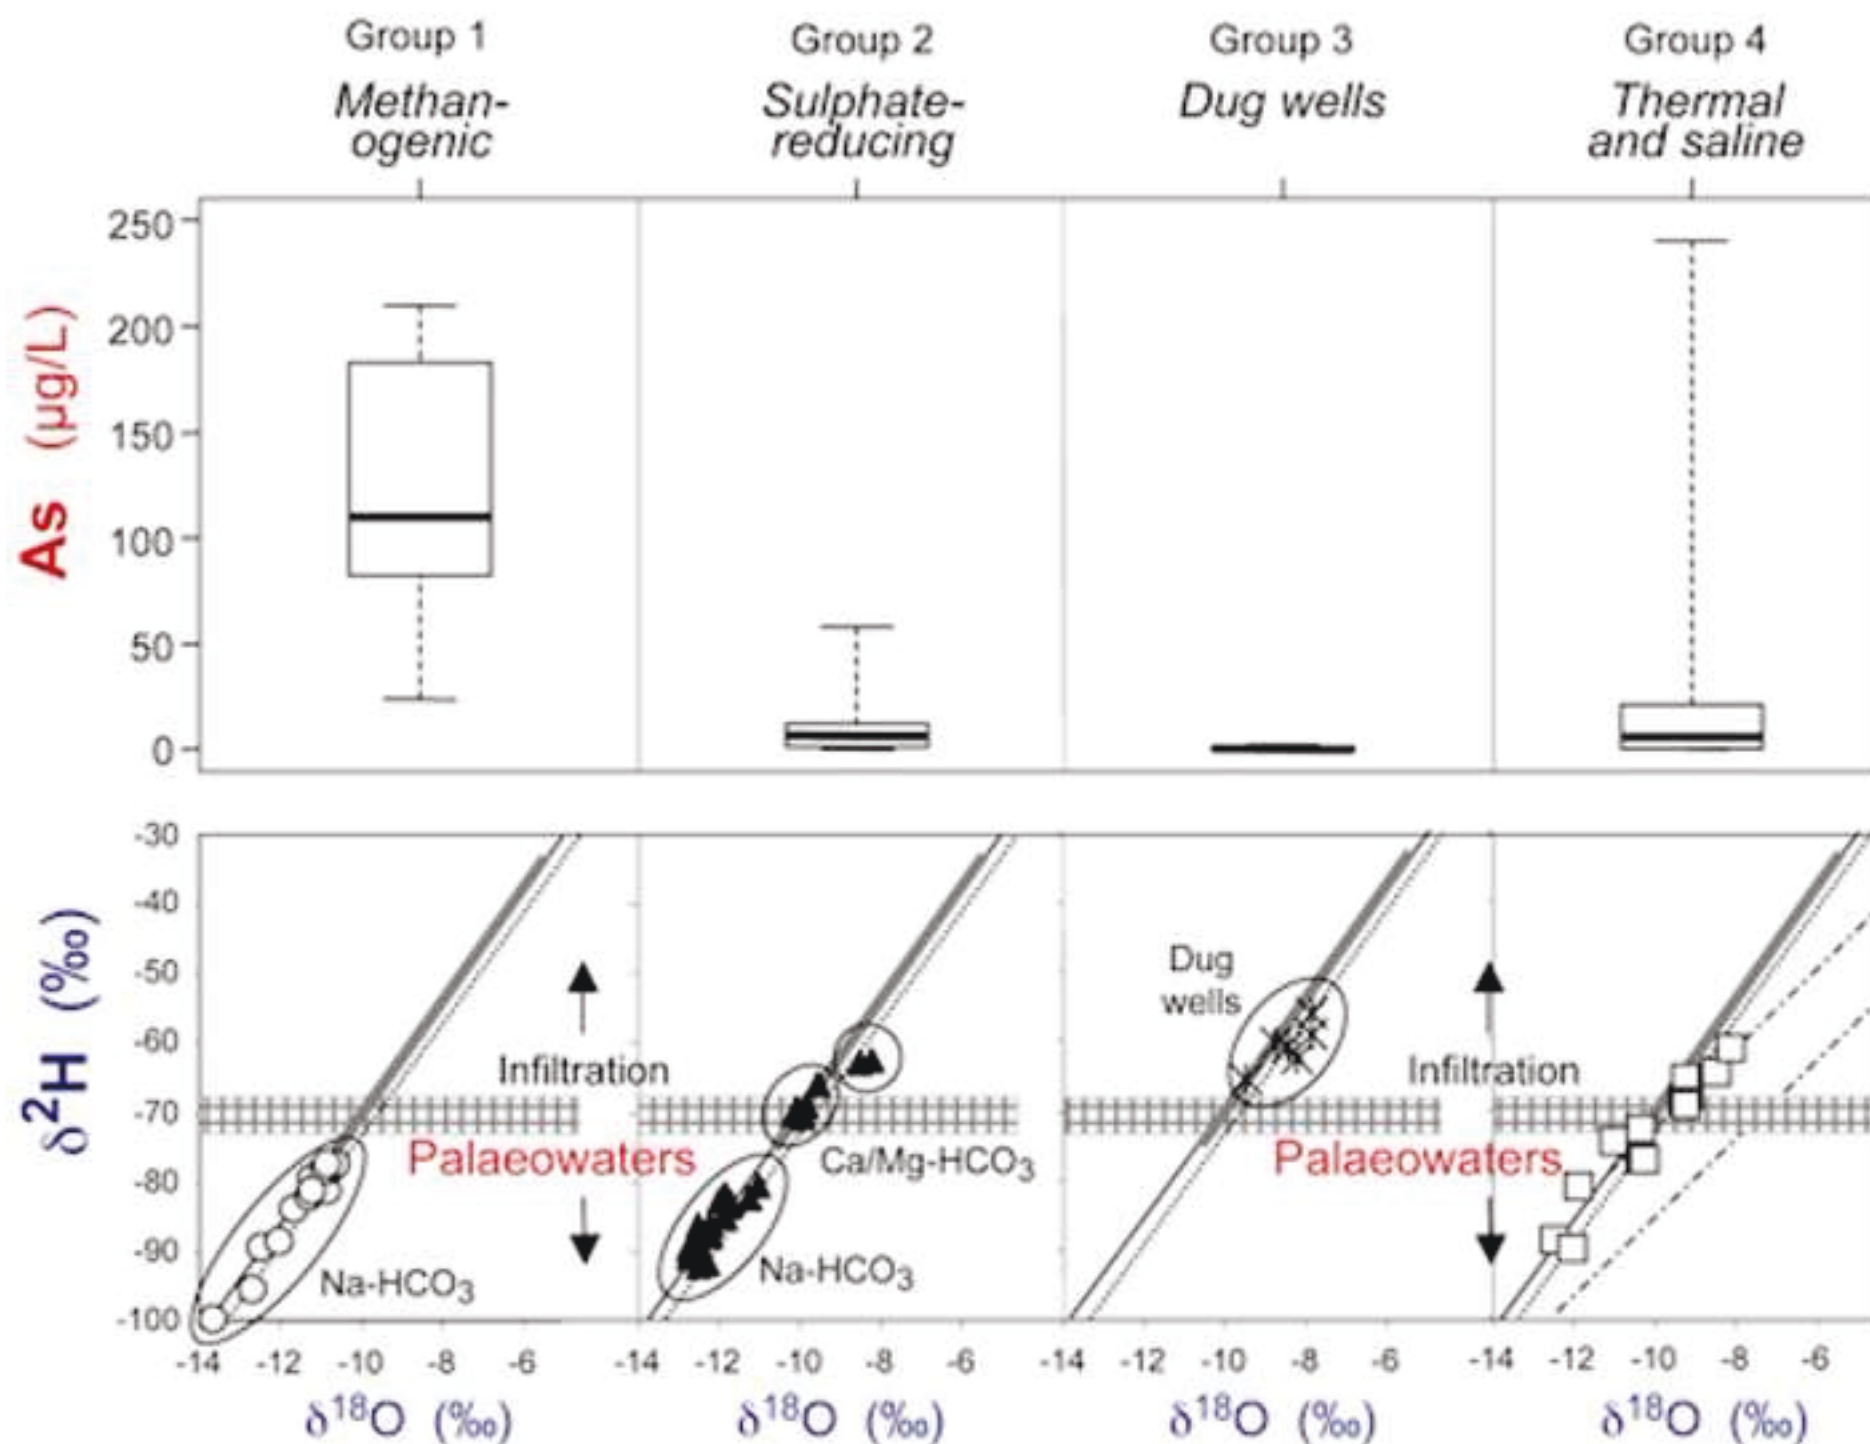 Group 1
Methan-
ogenic
Group 2
Sulphate-
reducing
Group 3
Dug wells
Group 4
Thermal
and saline
As (µg/L)
250
200
150
100
50
0
δ²H (‰)
-30
-40
-50
-60
-70
-80
-90
-100
Infiltration
Palaeowaters
Na-HCO₃
Ca/Mg-HCO₃
Na-HCO₃
Dug
wells
Infiltration
Palaeowaters
-14 -12 -10 -8 -6
-14 -12 -10 -8 -6
-14 -12 -10 -8 -6
-14 -12 -10 -8 -6
δ¹⁸O (‰)
δ¹⁸O (‰)
δ¹⁸O (‰)
δ¹⁸O (‰)